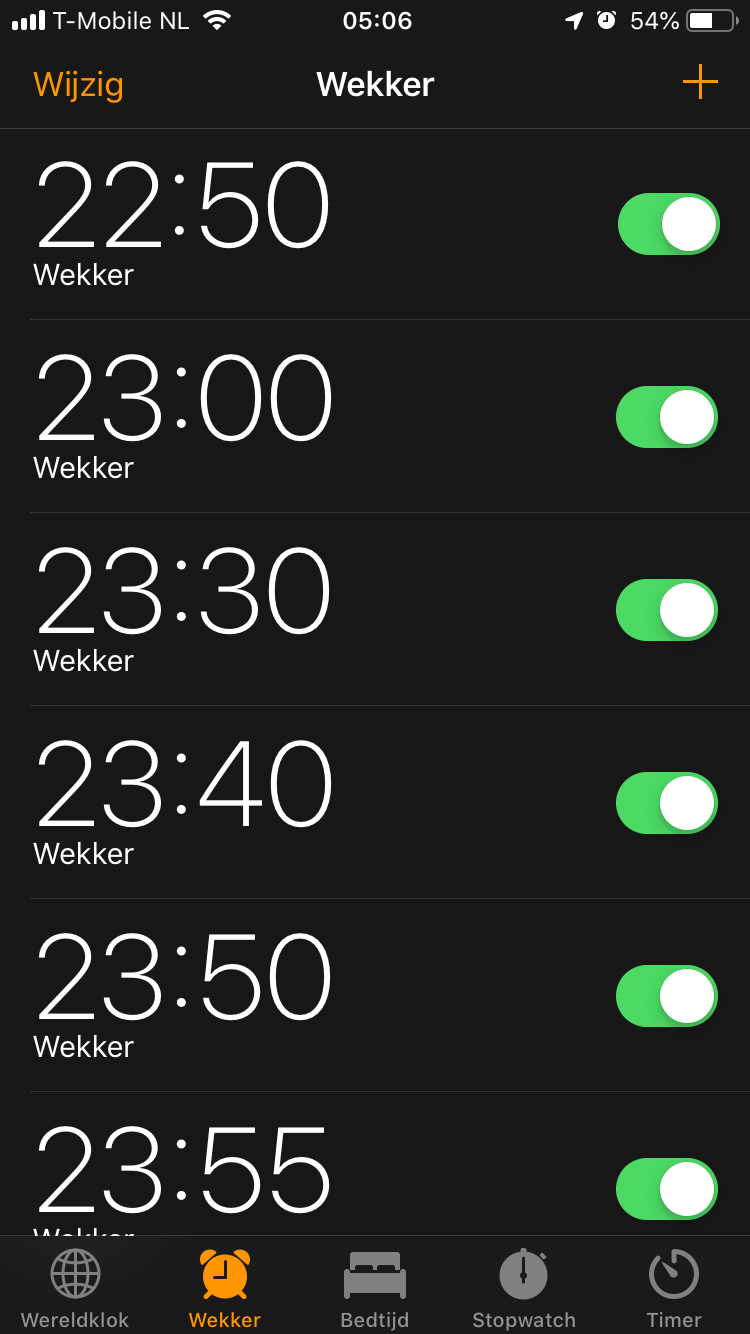 T-Mobile NL 05:06 54%
Wijzig Wekker
22:50
Wekker
23:00
Wekker
23:30
Wekker
23:40
Wekker
23:50
Wekker
23:55
Wekker
Wereldklok Wekker Bedtijd Stopwatch Timer